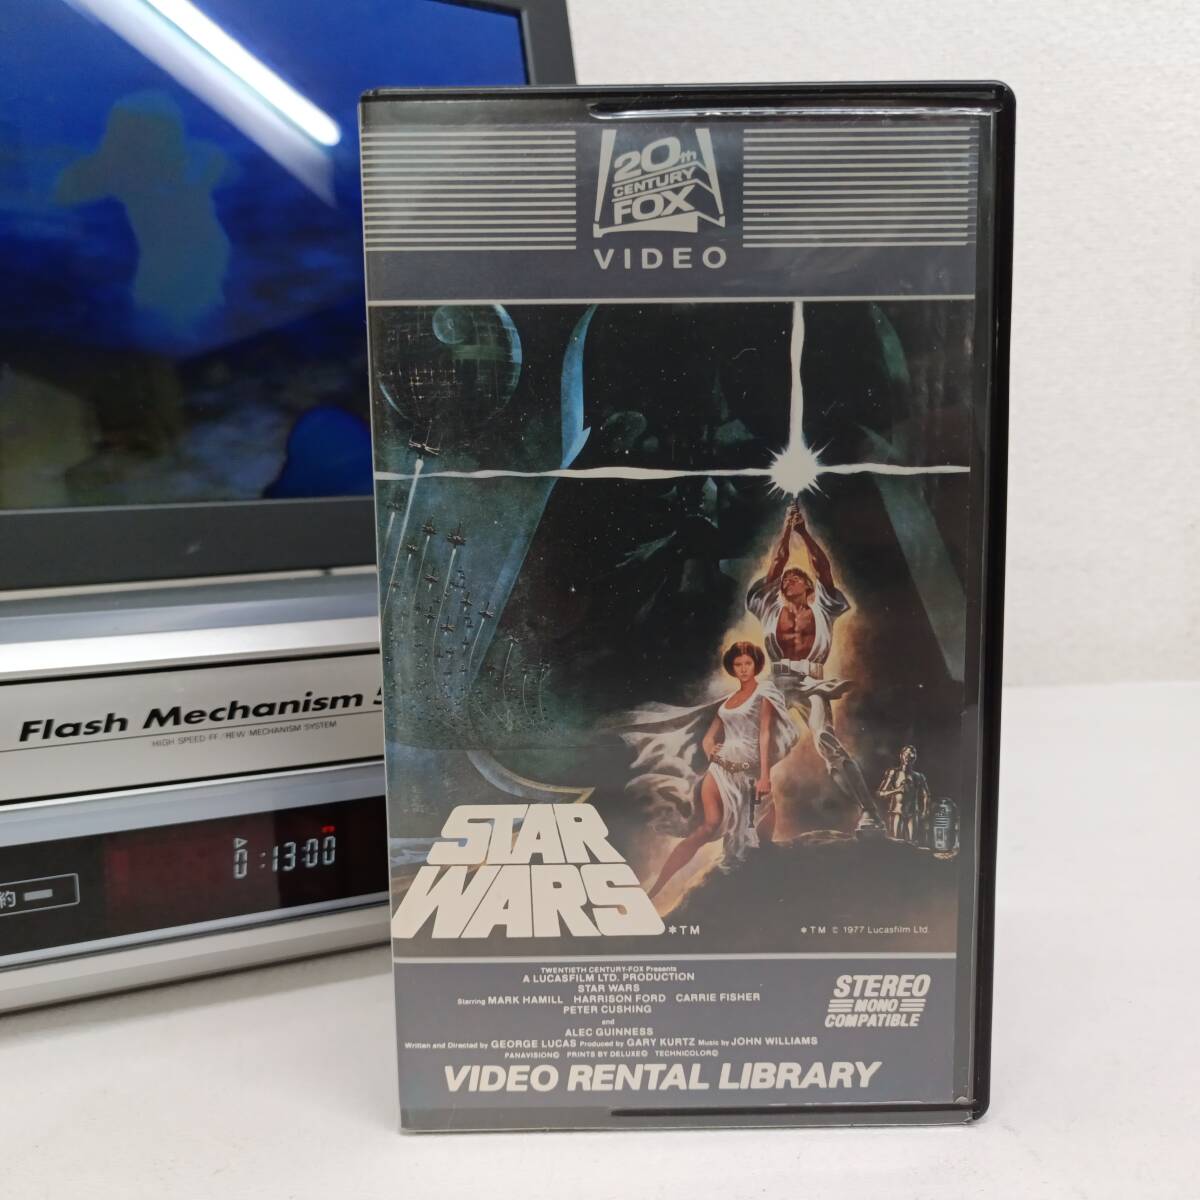 20th
CENTURY
FOX
VIDEO
Flash Mechanism
HIGH SPEED FF/REW MECHANISM SYSTEM
0:13:00
約
STAR
WARS
*TM
*TM © 1977 Lucasfilm Ltd.
TWENTIETH CENTURY-FOX Presents
A LUCASFILM LTD. PRODUCTION
STAR WARS
Starring MARK HAMILL HARRISON FORD CARRIE FISHER
PETER CUSHING
and
ALEC GUINNESS
Written and Directed by GEORGE LUCAS Produced by GARY KURTZ Music by JOHN WILLIAMS
PANAVISION® PRINTS BY DELUXE® TECHNICOLOR®
STEREO
MONO
COMPATIBLE
VIDEO RENTAL LIBRARY